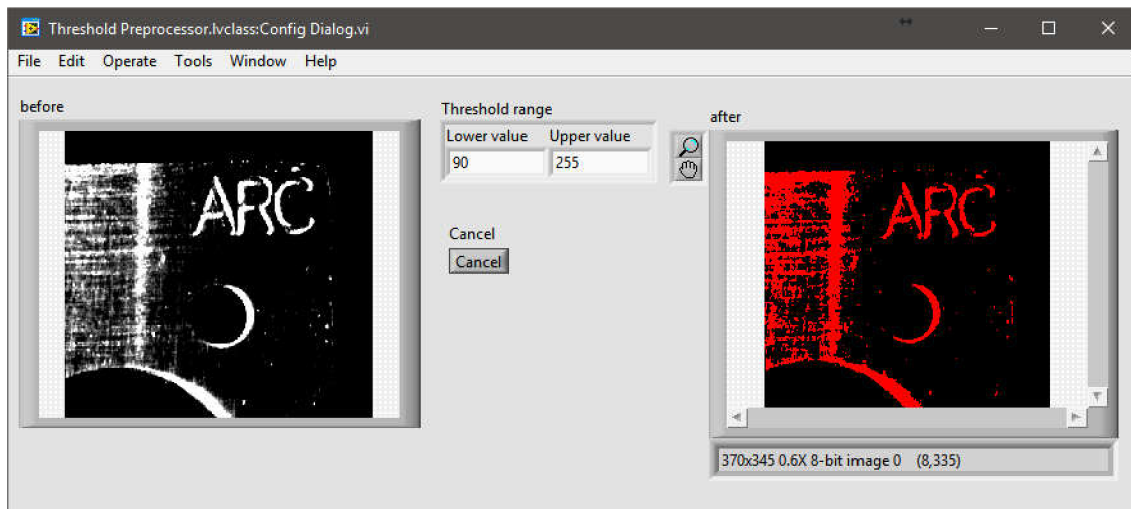 Threshold Preprocessor.lvclass:Config Dialog.vi
File Edit Operate Tools Window Help
before
Threshold range
after
Lower value Upper value
90 255
ARC
ARC
Cancel
Cancel
370x345 0.6X 8-bit image 0 (8,335)